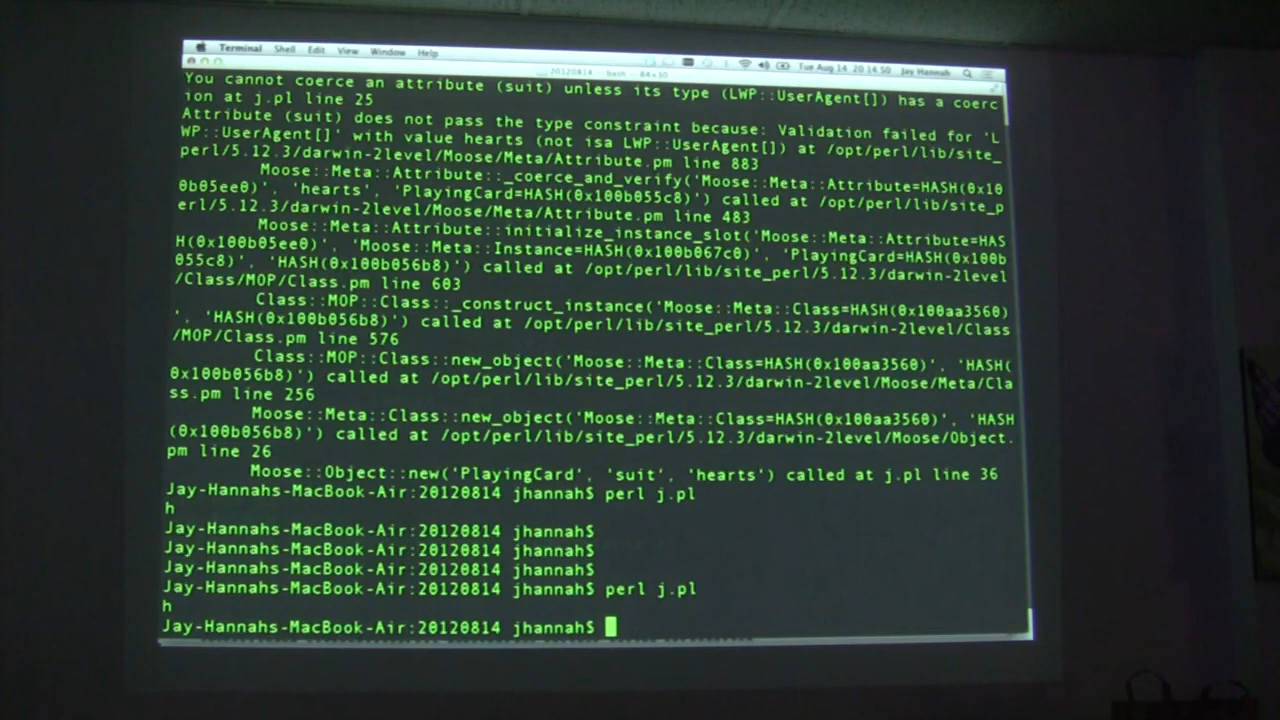 Terminal Shell Edit View Window Help Tue Aug 14 20:14:50 Jay Hannah
20120814 — bash — 84×30
You cannot coerce an attribute (suit) unless its type (LWP::UserAgent[]) has a coerc
ion at j.pl line 25
Attribute (suit) does not pass the type constraint because: Validation failed for 'L
WP::UserAgent[]' with value hearts (not isa LWP::UserAgent[]) at /opt/perl/lib/site_
perl/5.12.3/darwin-2level/Moose/Meta/Attribute.pm line 883
Moose::Meta::Attribute::_coerce_and_verify('Moose::Meta::Attribute=HASH(0x10
0b05ee0)', 'hearts', 'PlayingCard=HASH(0x100b055c8)') called at /opt/perl/lib/site_p
erl/5.12.3/darwin-2level/Moose/Meta/Attribute.pm line 483
Moose::Meta::Attribute::initialize_instance_slot('Moose::Meta::Attribute=HAS
H(0x100b05ee0)', 'Moose::Meta::Instance=HASH(0x100b067c0)', 'PlayingCard=HASH(0x100b
055c8)', 'HASH(0x100b056b8)') called at /opt/perl/lib/site_perl/5.12.3/darwin-2level
/Class/MOP/Class.pm line 603
Class::MOP::Class::_construct_instance('Moose::Meta::Class=HASH(0x100aa3560)
', 'HASH(0x100b056b8)') called at /opt/perl/lib/site_perl/5.12.3/darwin-2level/Class
/MOP/Class.pm line 576
Class::MOP::Class::new_object('Moose::Meta::Class=HASH(0x100aa3560)', 'HASH(
0x100b056b8)') called at /opt/perl/lib/site_perl/5.12.3/darwin-2level/Moose/Meta/Cla
ss.pm line 256
Moose::Meta::Class::new_object('Moose::Meta::Class=HASH(0x100aa3560)', 'HASH
(0x100b056b8)') called at /opt/perl/lib/site_perl/5.12.3/darwin-2level/Moose/Object.
pm line 26
Moose::Object::new('PlayingCard', 'suit', 'hearts') called at j.pl line 36
Jay-Hannahs-MacBook-Air:20120814 jhannah$ perl j.pl
h
Jay-Hannahs-MacBook-Air:20120814 jhannah$
Jay-Hannahs-MacBook-Air:20120814 jhannah$
Jay-Hannahs-MacBook-Air:20120814 jhannah$
Jay-Hannahs-MacBook-Air:20120814 jhannah$ perl j.pl
h
Jay-Hannahs-MacBook-Air:20120814 jhannah$